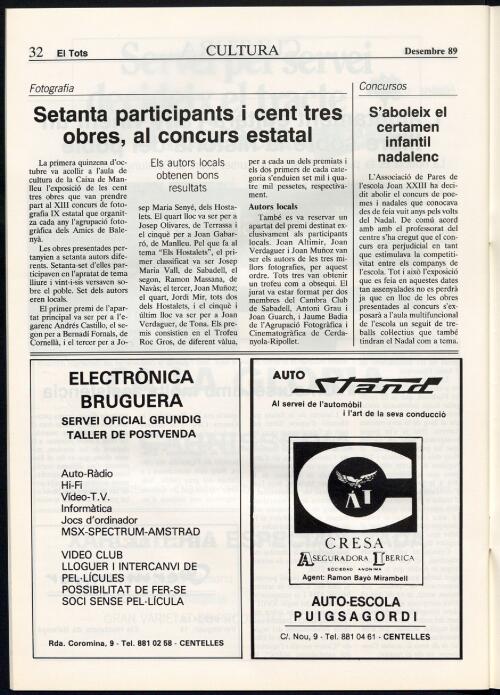 32 El Tots CULTURA Desembre 89
Fotografia
Setanta participants i cent tres
obres, al concurs estatal
La primera quinzena d'oc-
tubre va acollir a l'aula de
cultura de la Caixa de Man-
lleu l'exposició de les cent
tres obres que van prendre
part al XIII concurs de fo-
tografia IX estatal que organit-
za cada any l'agrupació foto-
gràfica dels Amics de Bale-
nyà.
Les obres presentades per-
tanyien a setanta autors dife-
rents. Setanta-set d'elles par-
ticipaven en l'apratat de tema
lliure i vint-i-sis versaven so-
bre el poble. Set dels autors
eren locals.
El primer premi de l'apar-
tat principal va ser per a l'e-
garenc Andrés Castillo, el se-
gon per a Bernadí Fornals, de
Cornellà, i el tercer per a Jo-
Els autors locals
obtenen bons
resultats
sep Maria Senyé, dels Hosta-
lets. El quart lloc va ser per a
Josep Olivares, de Terrassa i
el cinquè per a Joan Gabar-
ró, de Manlleu. Pel que fa al
tema "Els Hostalets", el pri-
mer classificat va ser Josep
Maria Vall, de Sabadell, el
segon, Ramon Massana, de
Navàs; el tercer, Joan Muñoz;
el quart, Jordi Mir, tots dos
dels Hostalets, i el cinquè i
últim lloc va ser per a Joan
Verdaguer, de Tona. Els pre-
mis consistien en el Trofeu
Roc Gros, de diferent vàlua,
per a cada un dels premiats i
els dos primers de cada cate-
goria s'enduien set mil i qua-
tre mil pessetes, respectiva-
ment.
Autors locals
També es va reservar un
apartat del premi destinat ex-
clusivament als participants
locals. Joan Altimir, Joan
Verdaguer i Joan Muñoz van
ser els autors de les tres mi-
llors fotografies, per aquest
ordre. Tots tres van obtenir
un trofeu com a obsequi. El
jurat va estar format per dos
membres del Cambra Club
de Sabadell, Antoni Grau i
Joan Guarch, i Jaume Badia
de l'Agrupació Fotogràfica i
Cinematogràfica de Cerda-
nyola-Ripollet.
Concursos
S'aboleix el
certamen
infantil
nadalenc
L'Associació de Pares de
l'escola Joan XXIII ha deci-
dit abolir el concurs de poe-
mes i nadales que convocava
des de feia vuit anys pels volts
del Nadal. De comú acord
amb amb el professorat del
centre s'ha cregut que el con-
curs era perjudicial en tant
que estimulava la competiti-
vitat entre els companys de
l'escola. Tot i això l'exposició
que es feia en aquestes dates
tan assenyalades no es perdrà
ja que en lloc de les obres
presentades al concurs s'ex-
posarà a l'aula multifuncional
de l'escola un seguit de tre-
balls col·lectius que també
tindran el Nadal com a tema.
ELECTRÒNICA
BRUGUERA
SERVEI OFICIAL GRUNDIG
TALLER DE POSTVENDA
Auto-Ràdio
Hi-Fi
Vídeo-T.V.
Informàtica
Jocs d'ordinador
MSX-SPECTRUM-AMSTRAD
VIDEO CLUB
LLOGUER I INTERCANVI DE
PEL·LÍCULES
POSSIBILITAT DE FER-SE
SOCI SENSE PEL·LÍCULA
Rda. Coromina, 9 - Tel. 881 02 58 - CENTELLES
AUTO Stand
Al servei de l'automòbil
i l'art de la seva conducció
AI
CRESA
ASEGURADORA IBERICA
SOCIEDAD ANONIMA
Agent: Ramon Bayó Mirambell
AUTO-ESCOLA
PUIGSAGORDI
C/. Nou, 9 - Tel. 881 04 61 - CENTELLES